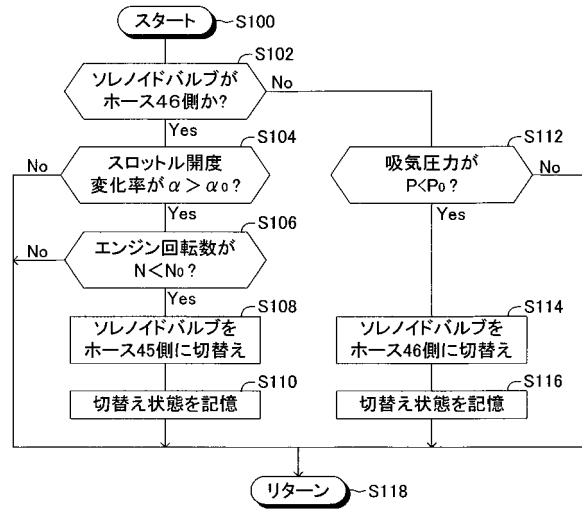 スタート
S100
S102
ソレノイドバルブが
ホース46側か?
No
Yes
S104
スロットル開度
変化率がα>α0?
No
Yes
S106
エンジン回転数が
N<N0?
No
Yes
S108
ソレノイドバルブを
ホース45側に切替え
S110
切替え状態を記憶
S112
吸気圧力が
P<P0?
No
Yes
S114
ソレノイドバルブを
ホース46側に切替え
S116
切替え状態を記憶
リターン
S118